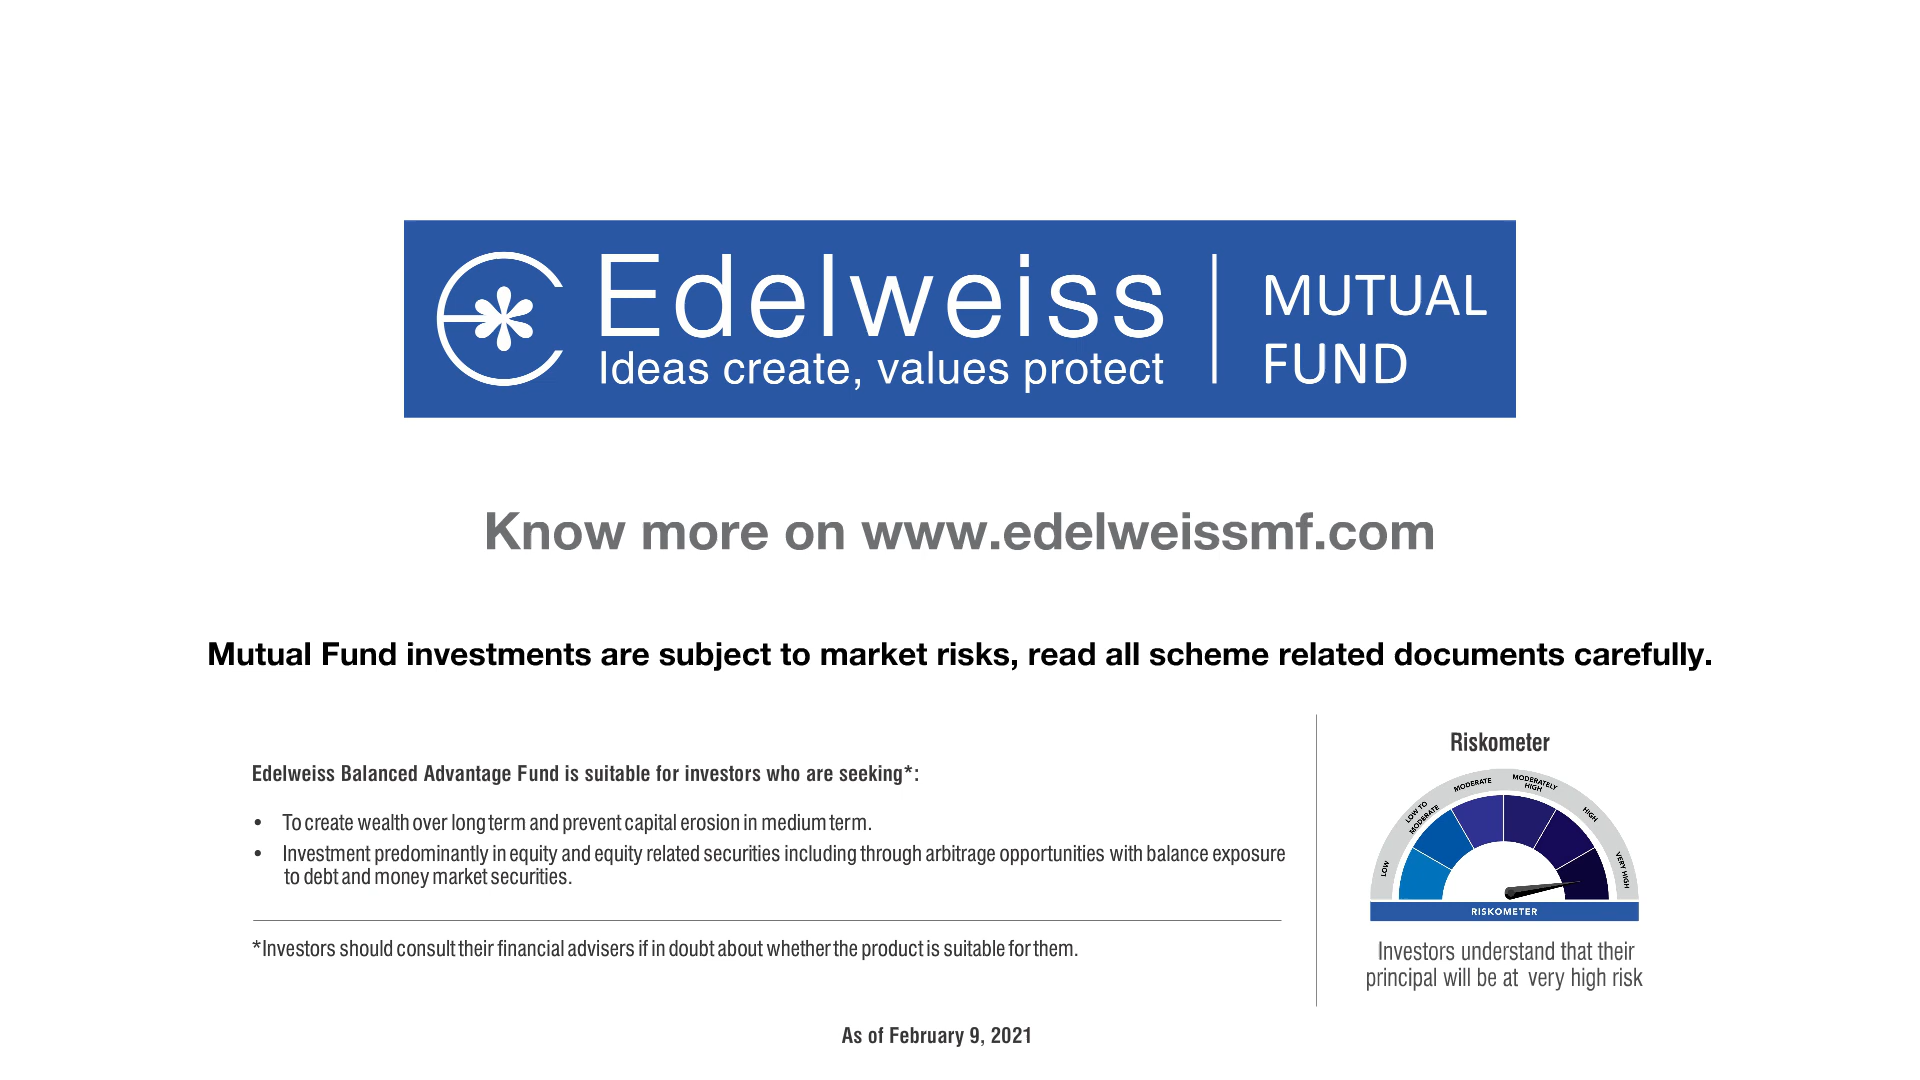 Edelweiss
Ideas create, values protect
MUTUAL
FUND
Know more on www.edelweissmf.com
Mutual Fund investments are subject to market risks, read all scheme related documents carefully.
Edelweiss Balanced Advantage Fund is suitable for investors who are seeking*:
• To create wealth over long term and prevent capital erosion in medium term.
• Investment predominantly in equity and equity related securities including through arbitrage opportunities with balance exposure
to debt and money market securities.
*Investors should consult their financial advisers if in doubt about whether the product is suitable for them.
Riskometer
LOW
LOW TO
MODERATE
MODERATE
MODERATELY
HIGH
HIGH
VERY HIGH
RISKOMETER
Investors understand that their
principal will be at very high risk
As of February 9, 2021